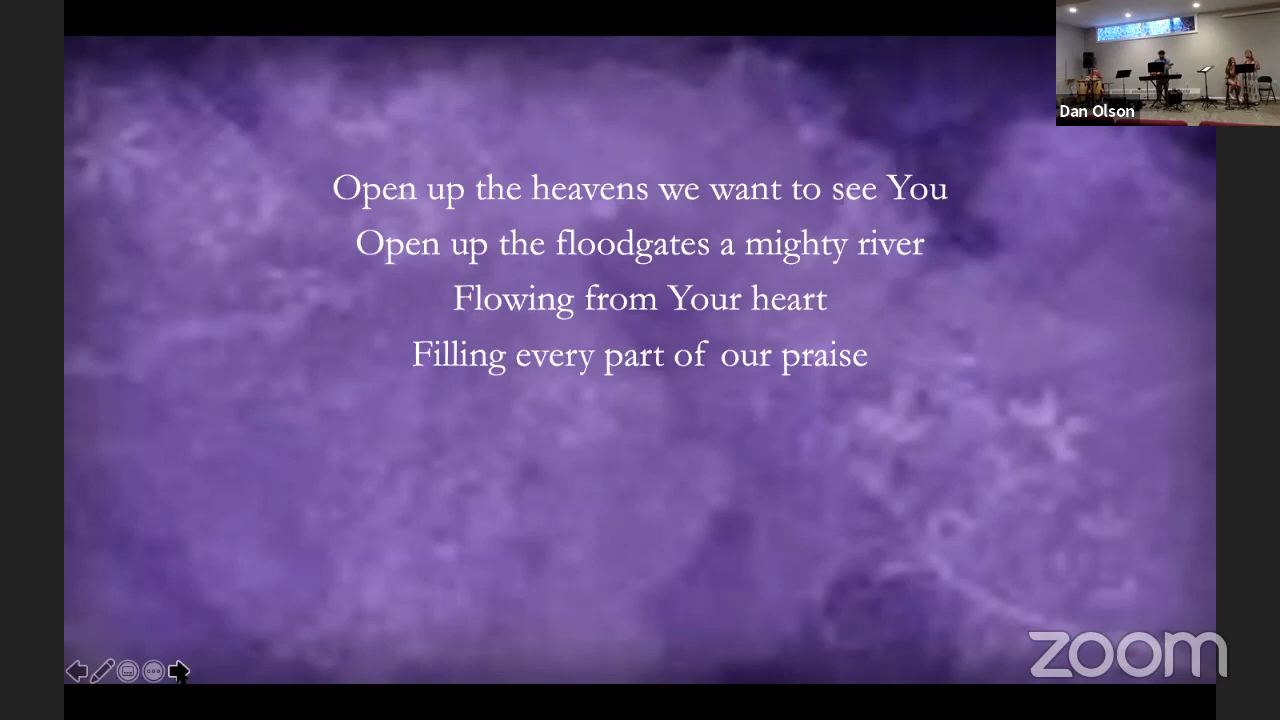 Dan Olson
Open up the heavens we want to see You
Open up the floodgates a mighty river
Flowing from Your heart
Filling every part of our praise
zoom